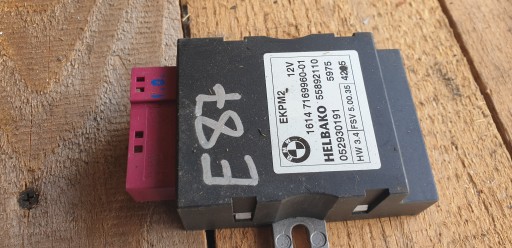 E87
EKPM2 12V
1614 7169960-01
HELBAKO 55892110
052930191 5975
HW 3.4 FSV 5.00.35